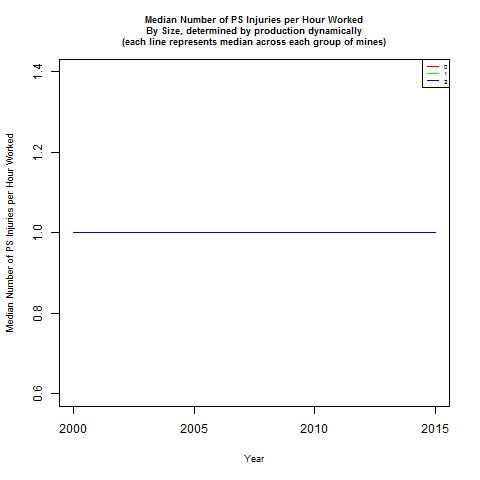 Median Number of PS Injuries per Hour Worked
By Size, determined by production dynamically
(each line represents median across each group of mines)
0
1
2
Median Number of PS Injuries per Hour Worked
1.4
1.2
1.0
0.8
0.6
2000
2005
2010
2015
Year